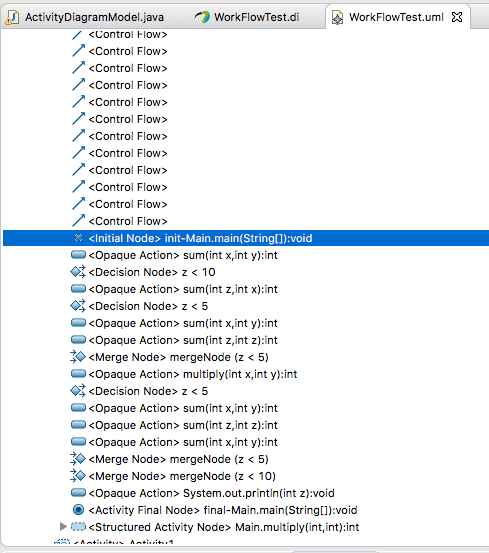 ActivityDiagramModel.java WorkFlowTest.di WorkFlowTest.uml
<Control Flow>
<Control Flow>
<Control Flow>
<Control Flow>
<Control Flow>
<Control Flow>
<Control Flow>
<Control Flow>
<Control Flow>
<Control Flow>
<Control Flow>
<Control Flow>
<Initial Node> init-Main.main(String[]):void
<Opaque Action> sum(int x,int y):int
<Decision Node> z < 10
<Opaque Action> sum(int z,int x):int
<Decision Node> z < 5
<Opaque Action> sum(int x,int y):int
<Opaque Action> sum(int z,int z):int
<Merge Node> mergeNode (z < 5)
<Opaque Action> multiply(int x,int y):int
<Decision Node> z < 5
<Opaque Action> sum(int x,int y):int
<Opaque Action> sum(int z,int z):int
<Merge Node> mergeNode (z < 5)
<Merge Node> mergeNode (z < 10)
<Opaque Action> System.out.println(int z):void
<Activity Final Node> final-Main.main(String[]):void
<Structured Activity Node> Main.multiply(int,int):int
<Activity> Activity1